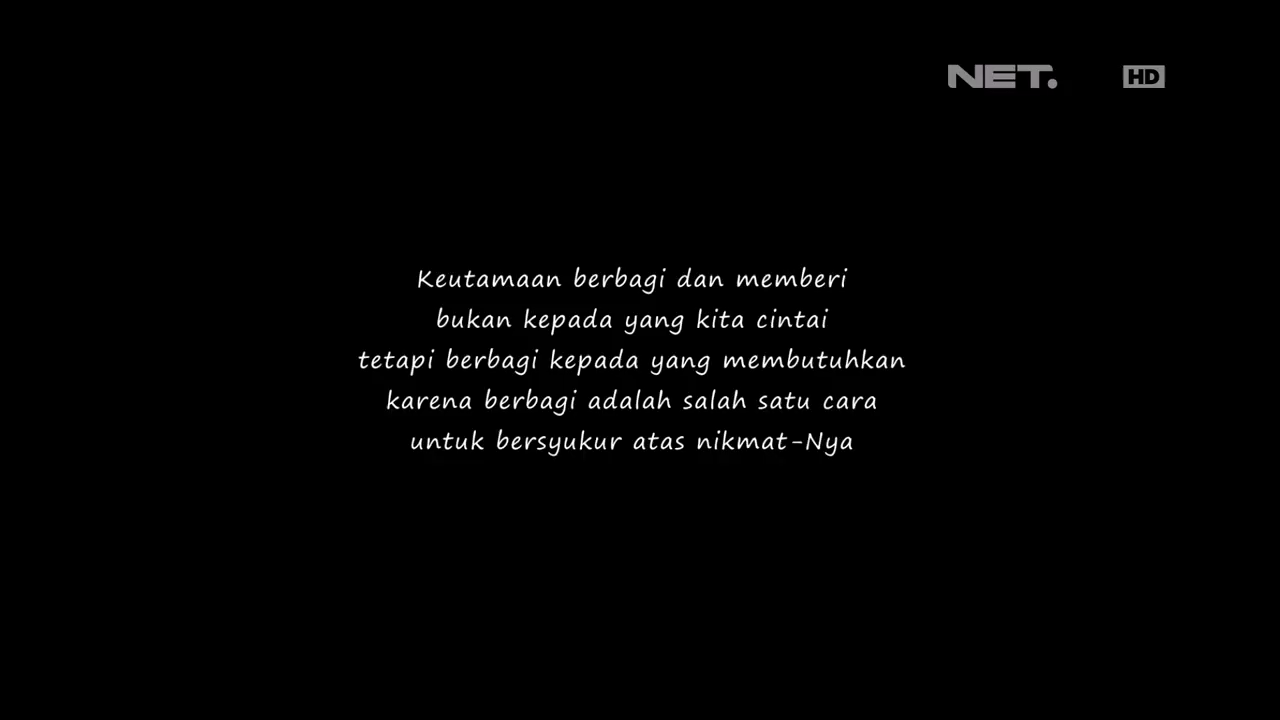 NET. HD
Keutamaan berbagi dan memberi
bukan kepada yang kita cintai
tetapi berbagi kepada yang membutuhkan
karena berbagi adalah salah satu cara
untuk bersyukur atas nikmat-Nya